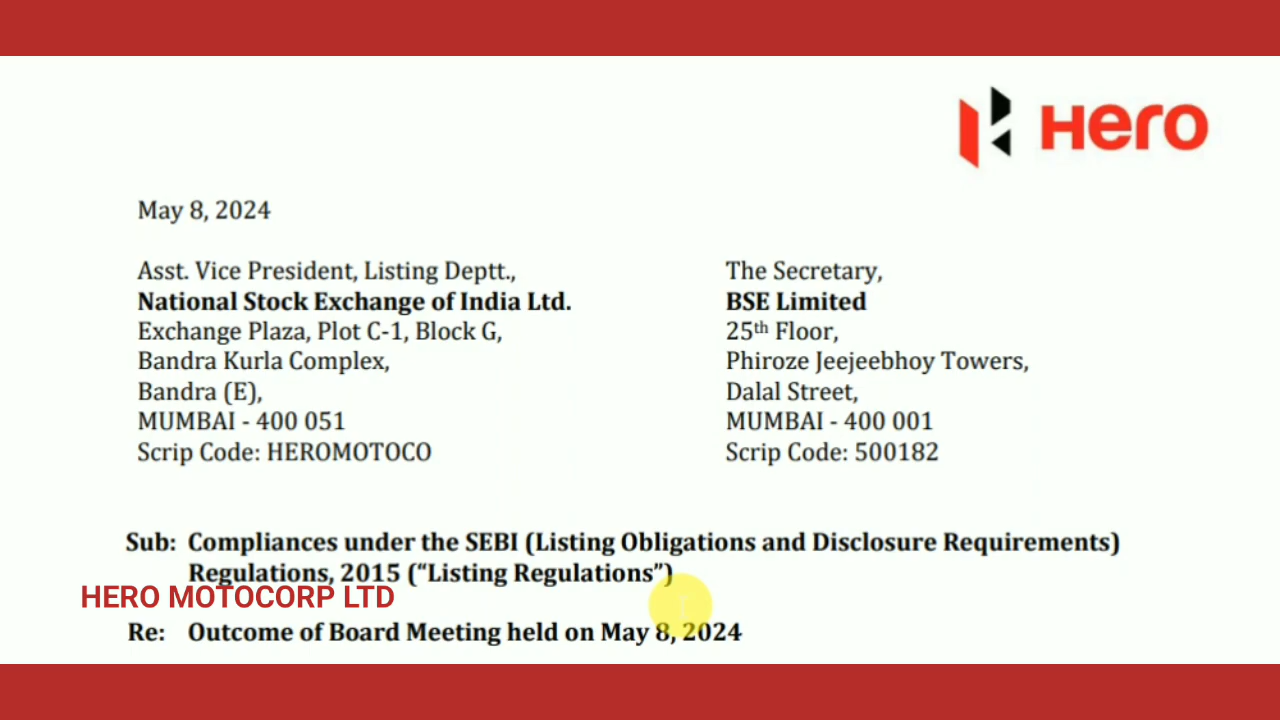 Hero
May 8, 2024
Asst. Vice President, Listing Deptt.,
National Stock Exchange of India Ltd.
Exchange Plaza, Plot C-1, Block G,
Bandra Kurla Complex,
Bandra (E),
MUMBAI - 400 051
Scrip Code: HEROMOTOCO
The Secretary,
BSE Limited
25th Floor,
Phiroze Jeejeebhoy Towers,
Dalal Street,
MUMBAI - 400 001
Scrip Code: 500182
Sub: Compliances under the SEBI (Listing Obligations and Disclosure Requirements)
Regulations, 2015 (“Listing Regulations”)
HERO MOTOCORP LTD
Re: Outcome of Board Meeting held on May 8, 2024